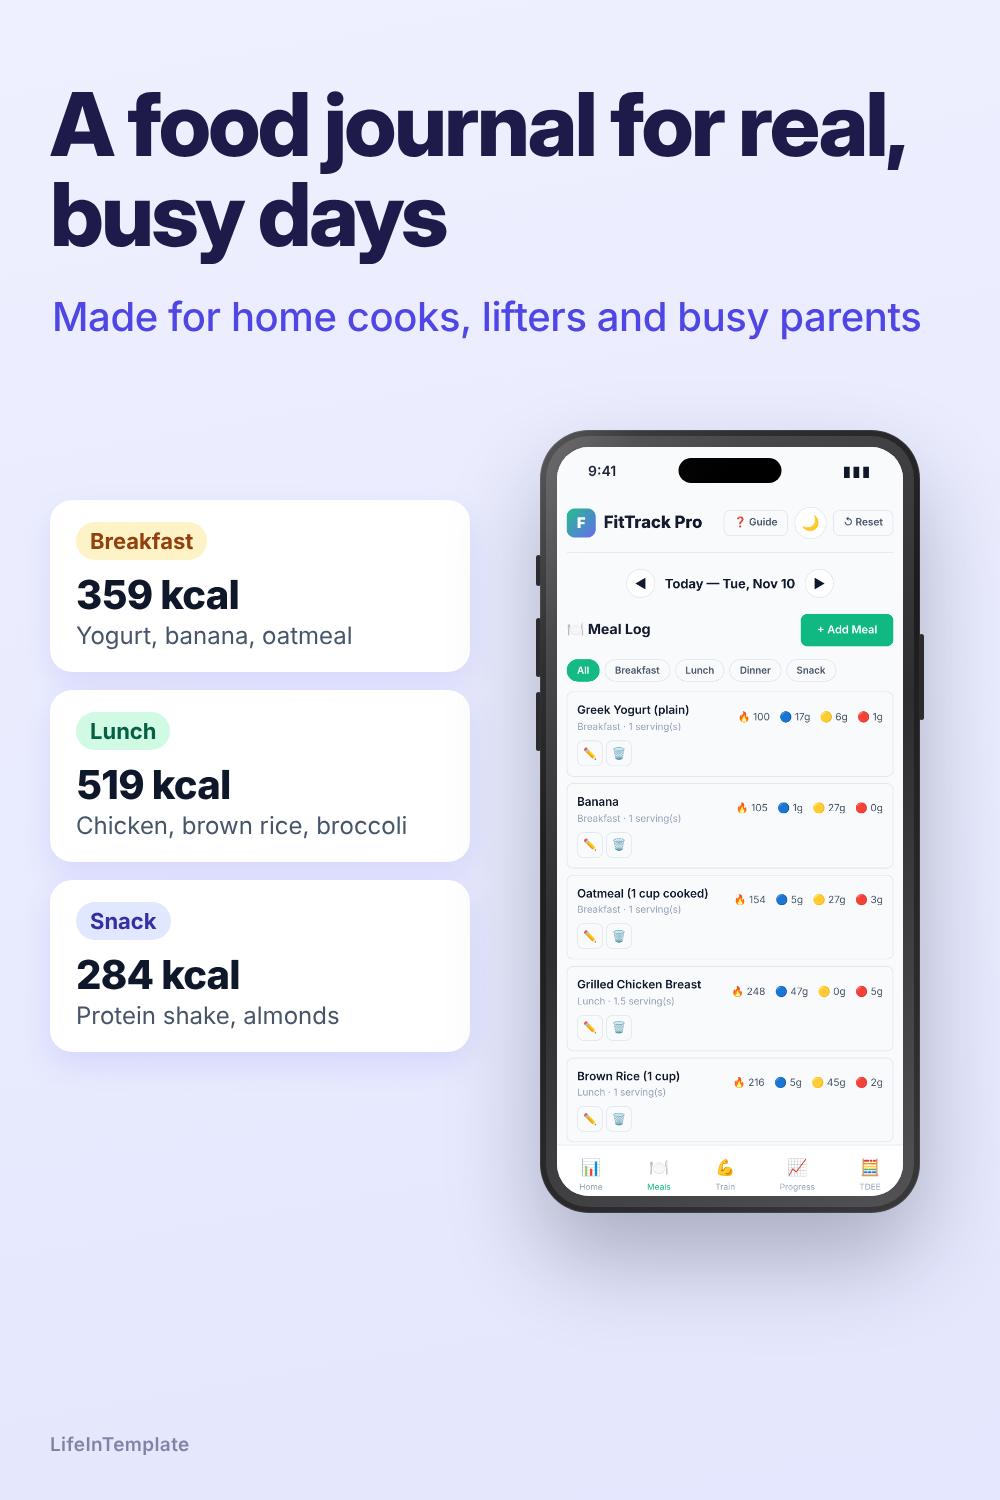 A food journal for real,
busy days
Made for home cooks, lifters and busy parents
Breakfast
359 kcal
Yogurt, banana, oatmeal
Lunch
519 kcal
Chicken, brown rice, broccoli
Snack
284 kcal
Protein shake, almonds
9:41
F FitTrack Pro ❓ Guide 🌙 Reset
◀ Today — Tue, Nov 10 ▶
🍽️ Meal Log + Add Meal
All Breakfast Lunch Dinner Snack
Greek Yogurt (plain) 🔥 100 🔵 17g 🟡 6g 🔴 1g
Breakfast · 1 serving(s)
Banana 🔥 105 🔵 1g 🟡 27g 🔴 0g
Breakfast · 1 serving(s)
Oatmeal (1 cup cooked) 🔥 154 🔵 5g 🟡 27g 🔴 3g
Breakfast · 1 serving(s)
Grilled Chicken Breast 🔥 248 🔵 47g 🟡 0g 🔴 5g
Lunch · 1.5 serving(s)
Brown Rice (1 cup) 🔥 216 🔵 5g 🟡 45g 🔴 2g
Lunch · 1 serving(s)
Home Meals Train Progress TDEE
LifeInTemplate